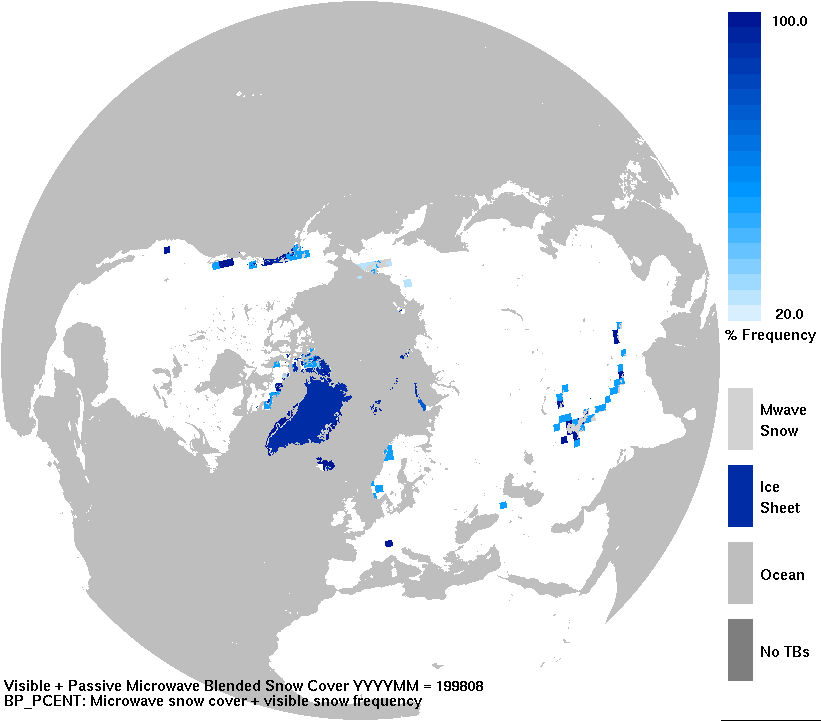 100.0
20.0
% Frequency
Mwave
Snow
Ice
Sheet
Ocean
No TBs
Visible + Passive Microwave Blended Snow Cover YYYYMM = 199808
BP_PCENT: Microwave snow cover + visible snow frequency